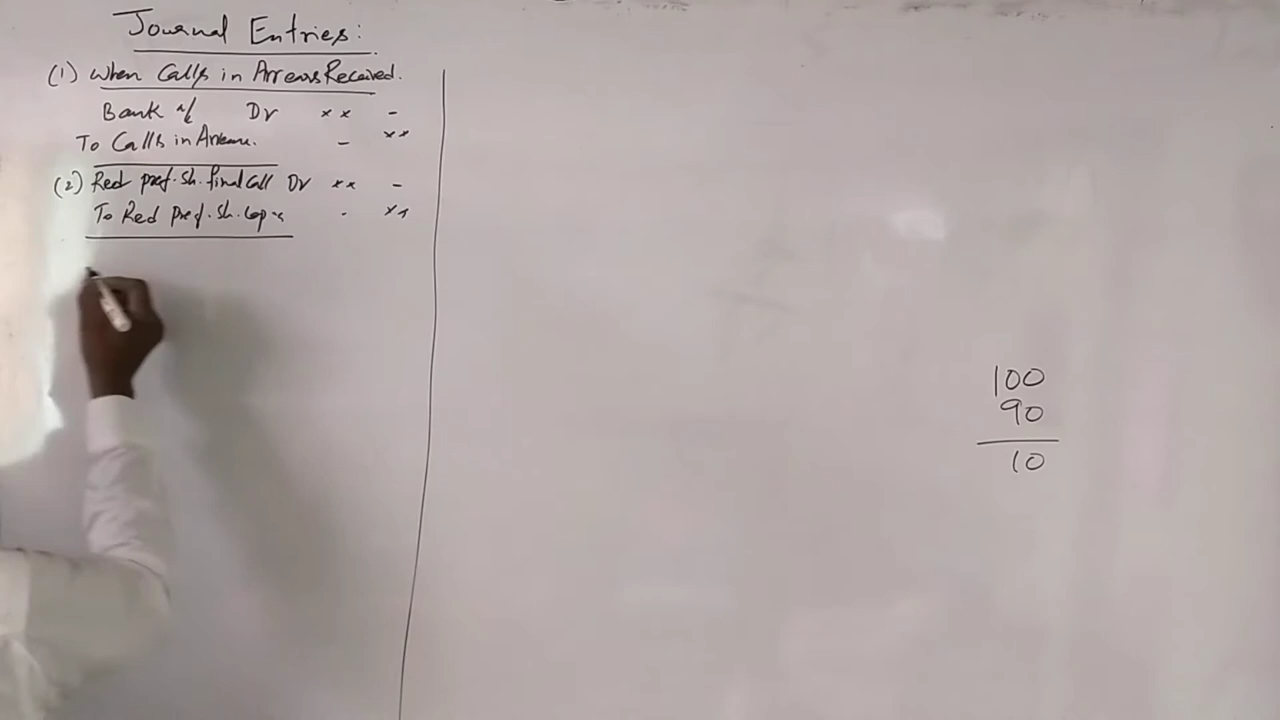 Journal Entries:
(1) When Calls in Arrears Received.
Bank a/c Dr xx -
To Calls in Arrears. - xx
(2) Red pref. sh. final call Dr xx -
To Red pref. sh. cap - xx
100
90
10